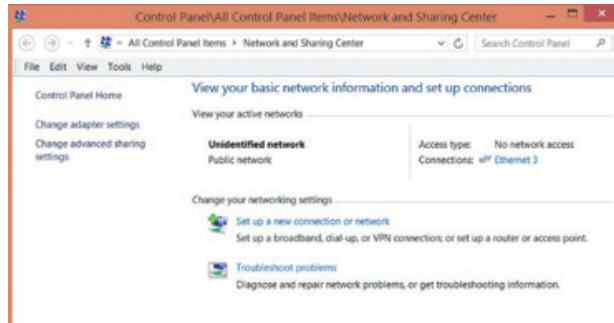 Control Panel\All Control Panel Items\Network and Sharing Center
« All Control Panel Items Network and Sharing Center Search Control Panel
File Edit View Tools Help
Control Panel Home
Change adapter settings
Change advanced sharing
settings
View your basic network information and set up connections
View your active networks
Unidentified network
Public network
Access type: No network access
Connections: Ethernet 3
Change your networking settings
Set up a new connection or network
Set up a broadband, dial-up, or VPN connection; or set up a router or access point.
Troubleshoot problems
Diagnose and repair network problems, or get troubleshooting information.